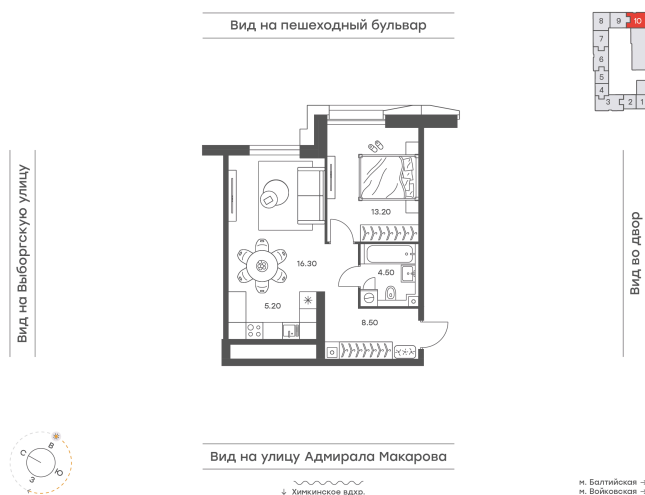 Вид на пешеходный бульвар
8 9 10
7
6
5
4
3 2 1
Вид на Выборгскую улицу
Вид во двор
13.20
16.30
4.50
5.20
8.50
Вид на улицу Адмирала Макарова
↓ Химкинское вдхр.
В
С
Ю
З
м. Балтийская →
м. Войковская →